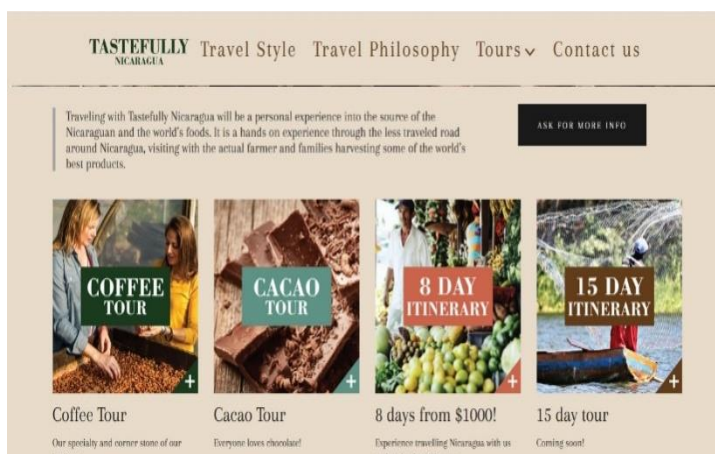 TASTEFULLY
NICARAGUA
Travel Style Travel Philosophy Tours Contact us
Traveling with Tastefully Nicaragua will be a personal experience into the source of the
Nicaraguan and the world's foods. It is a hands on experience through the less traveled road
around Nicaragua, visiting with the actual farmer and families harvesting some of the world's
best products.
ASK FOR MORE INFO
COFFEE
TOUR
CACAO
TOUR
8 DAY
ITINERARY
15 DAY
ITINERARY
Coffee Tour
Our specialty and corner stone of our
Cacao Tour
Everyone loves chocolate!
8 days from $1000!
Experience travelling Nicaragua with us
15 day tour
Coming soon!